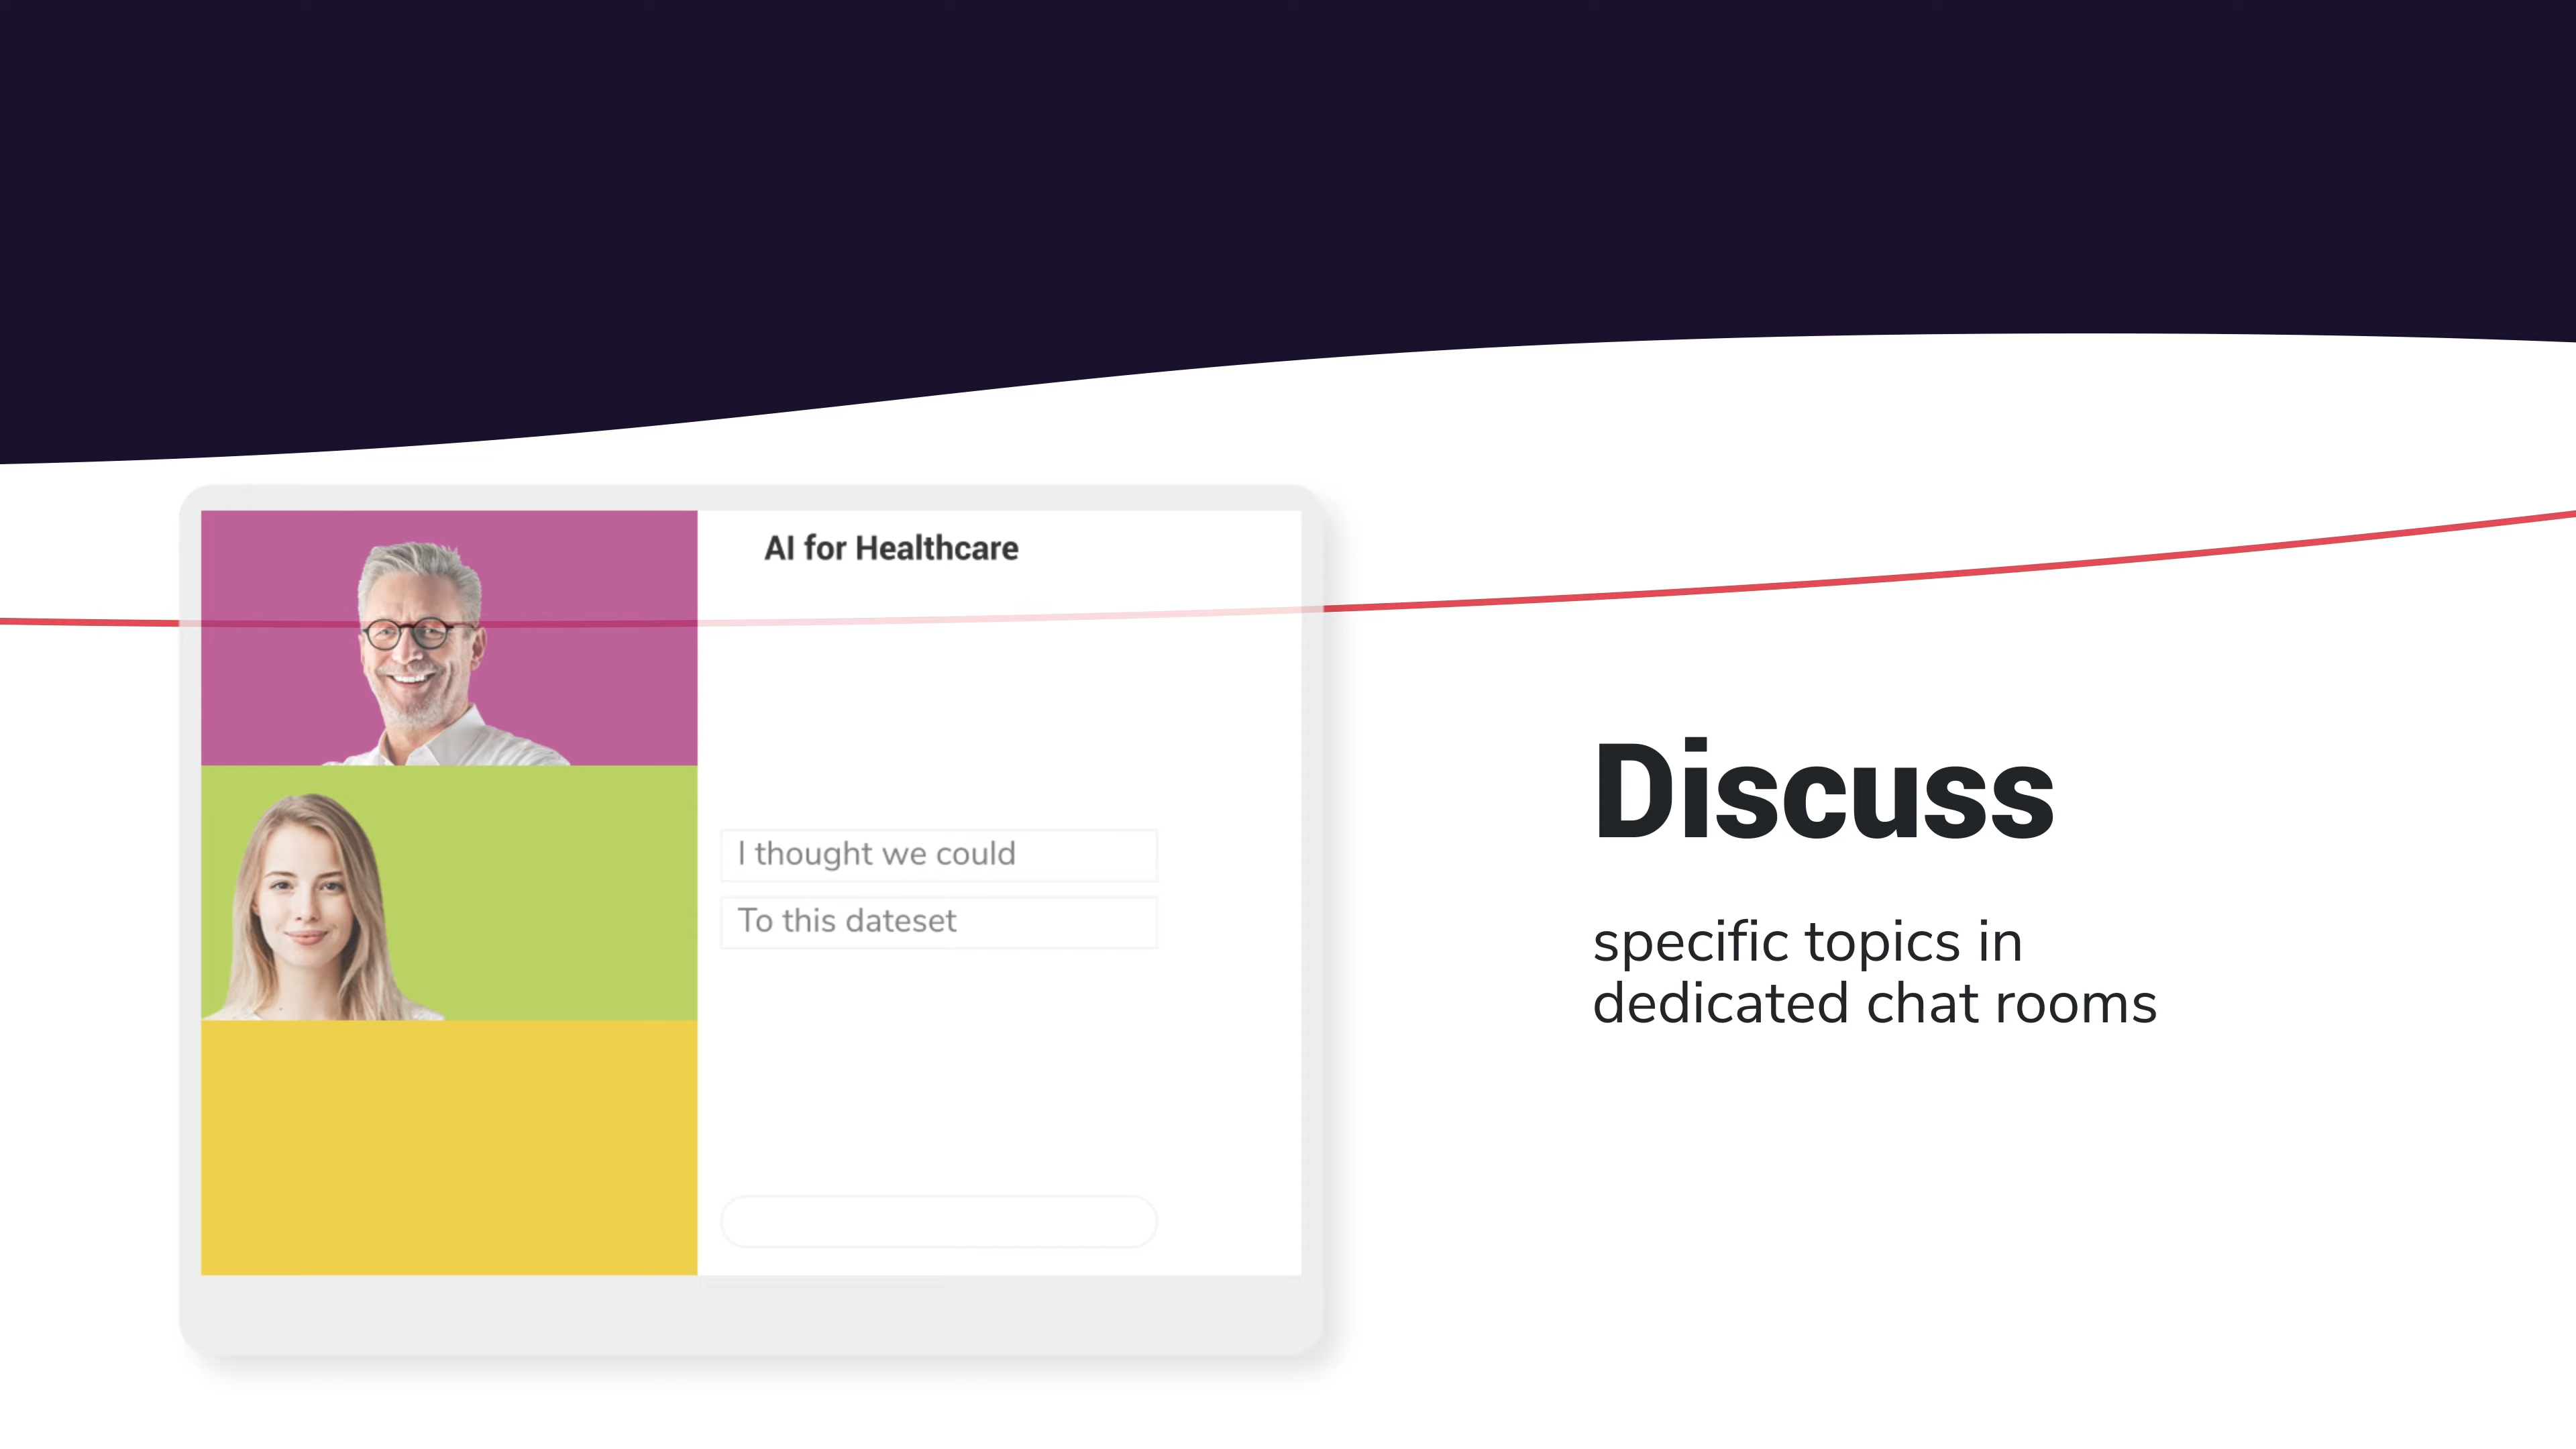 AI for Healthcare
I thought we could
To this dateset
Discuss
specific topics in
dedicated chat rooms